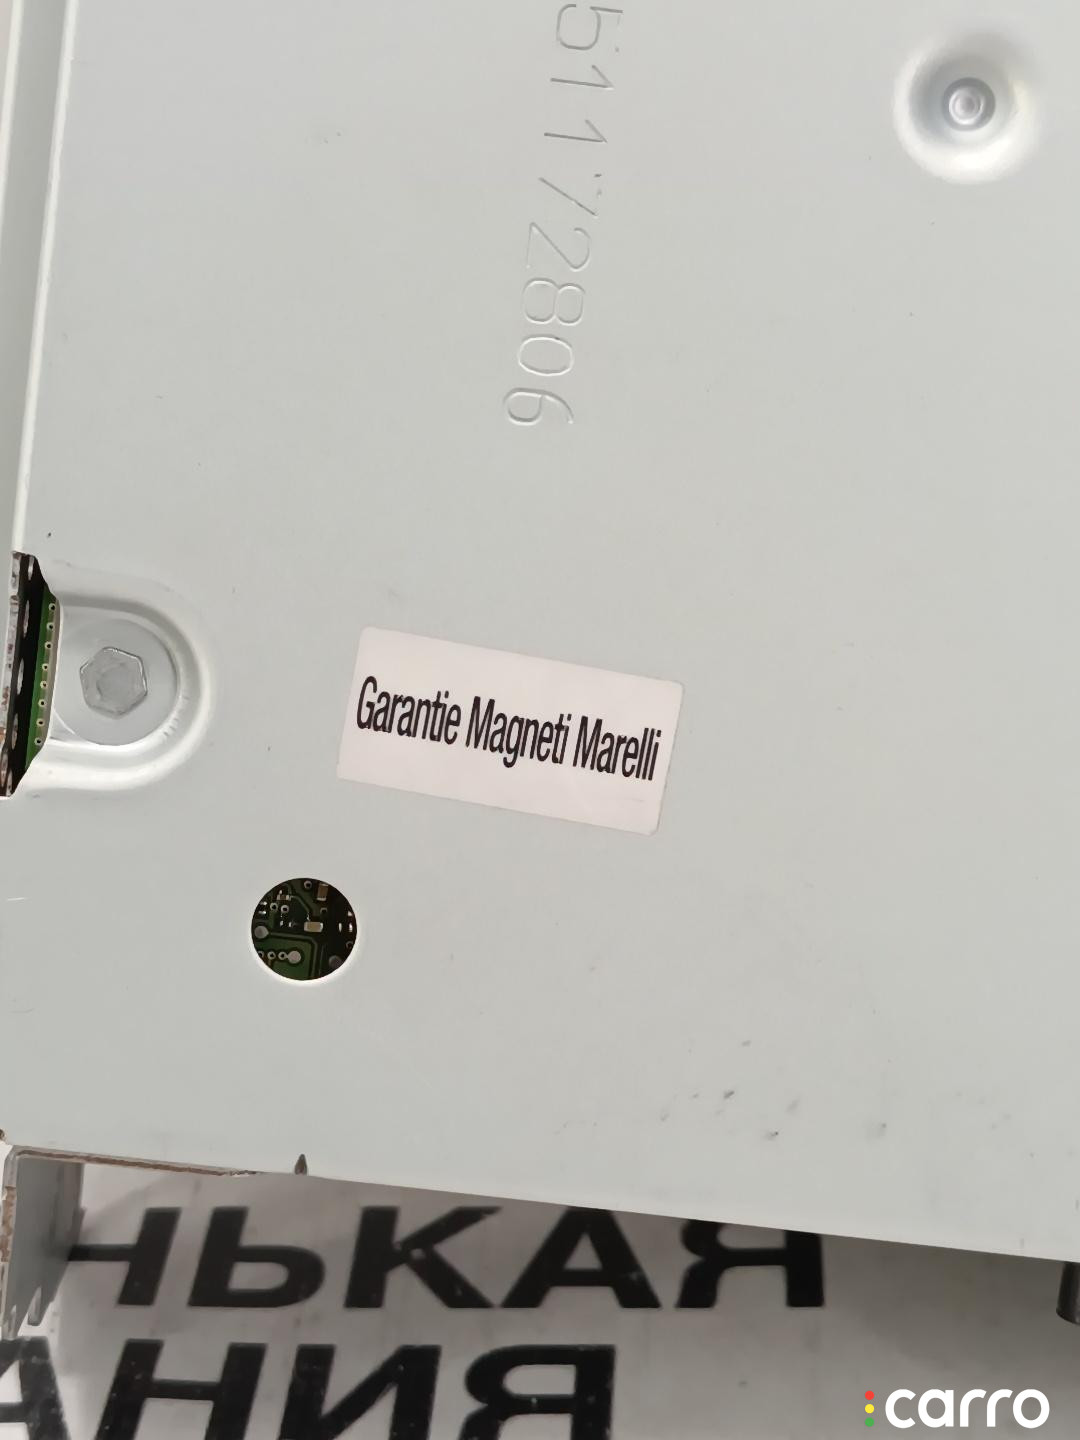 51172806
Garantie Magneti Marelli
НЬКАЯ
АНИЯ
carro